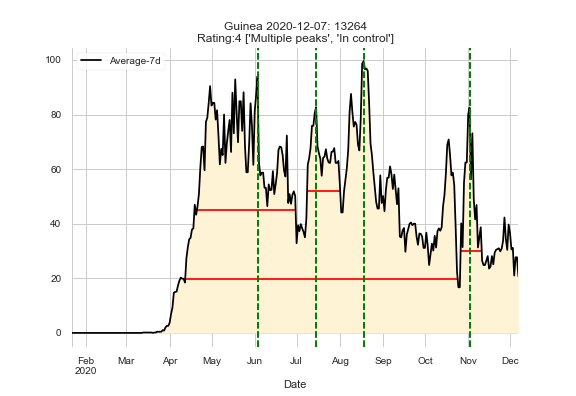 Guinea 2020-12-07: 13264
Rating:4 ['Multiple peaks', 'In control']
Average-7d
100
80
60
40
20
0
Feb Mar Apr May Jun Jul Aug Sep Oct Nov Dec
2020
Date